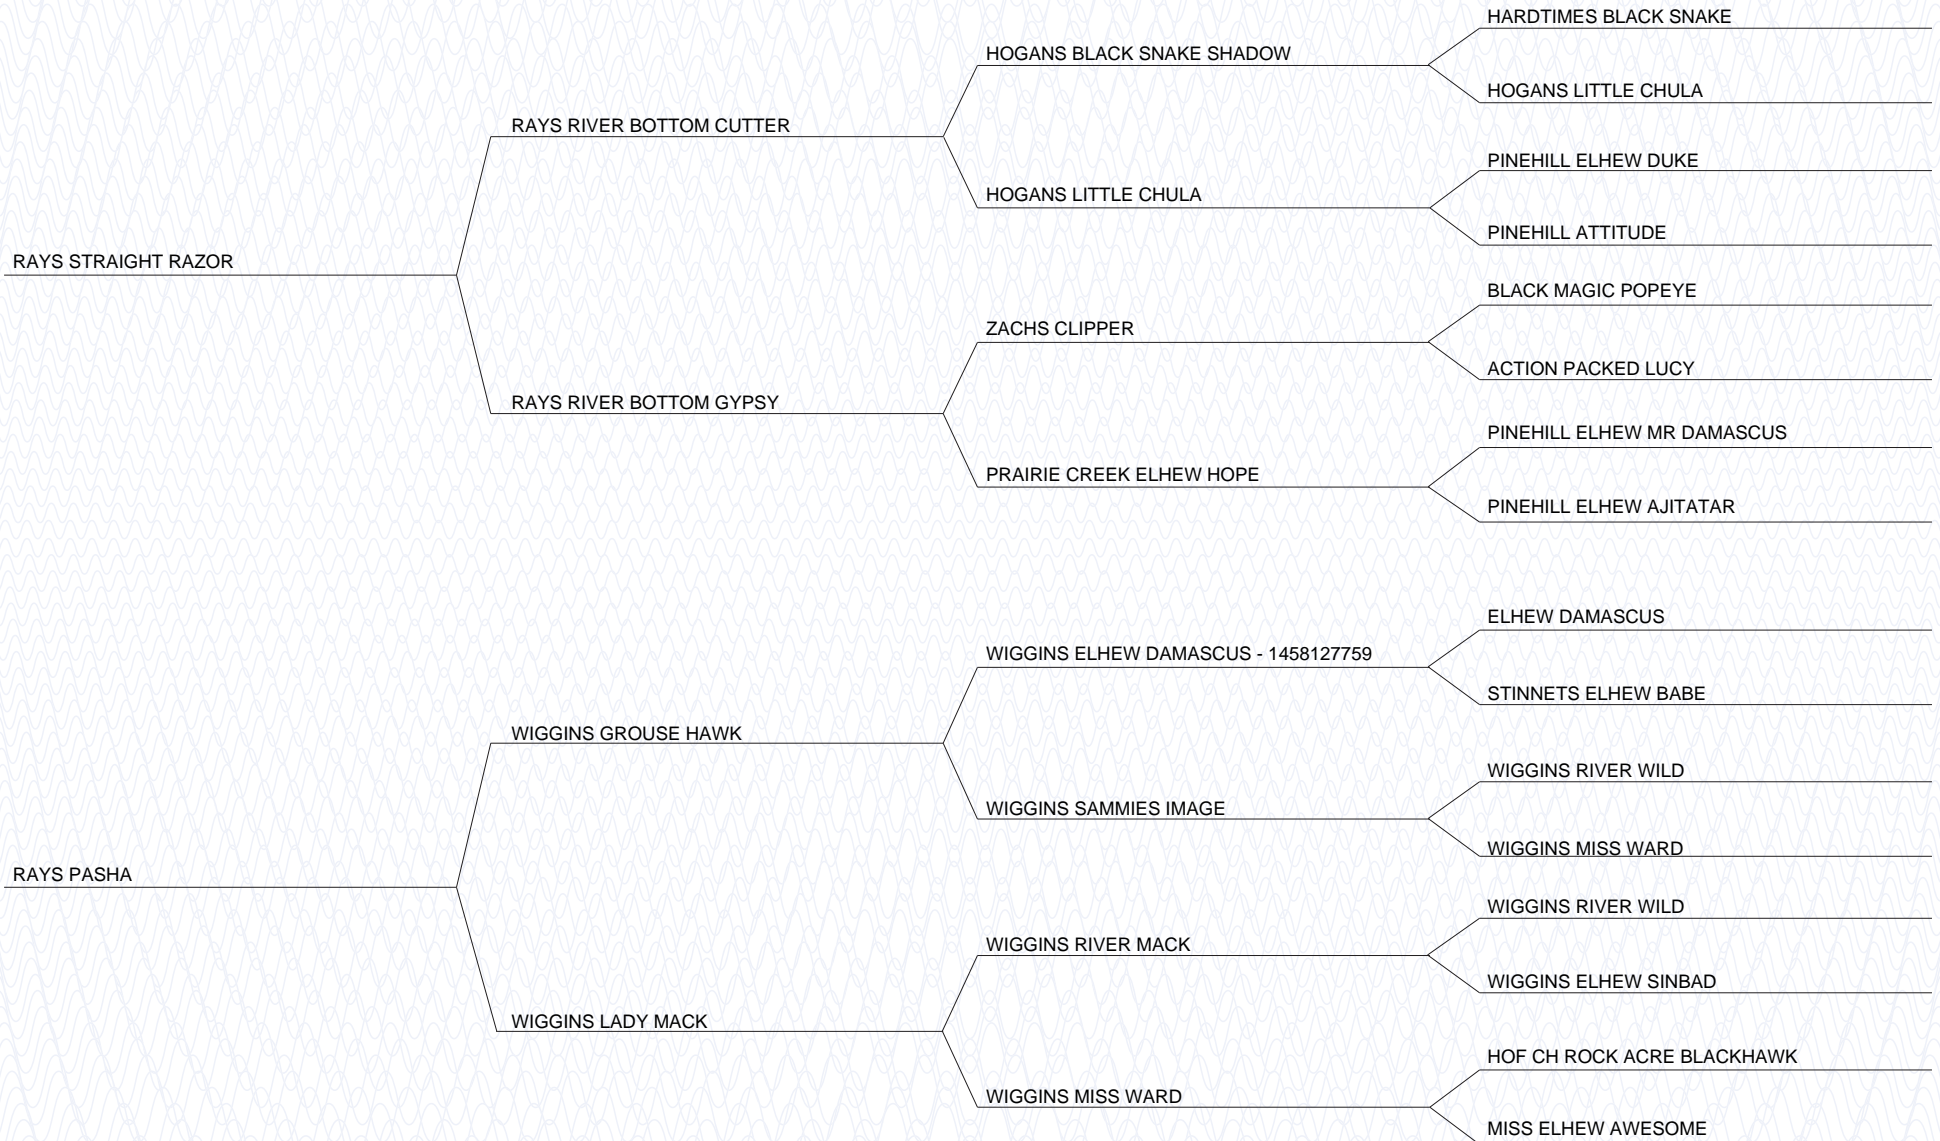 HARDTIMES BLACK SNAKE
HOGANS BLACK SNAKE SHADOW
HOGANS LITTLE CHULA
RAYS RIVER BOTTOM CUTTER
PINEHILL ELHEW DUKE
HOGANS LITTLE CHULA
PINEHILL ATTITUDE
RAYS STRAIGHT RAZOR
BLACK MAGIC POPEYE
ZACHS CLIPPER
ACTION PACKED LUCY
RAYS RIVER BOTTOM GYPSY
PINEHILL ELHEW MR DAMASCUS
PRAIRIE CREEK ELHEW HOPE
PINEHILL ELHEW AJITATAR
ELHEW DAMASCUS
WIGGINS ELHEW DAMASCUS - 1458127759
STINNETS ELHEW BABE
WIGGINS GROUSE HAWK
WIGGINS RIVER WILD
WIGGINS SAMMIES IMAGE
WIGGINS MISS WARD
RAYS PASHA
WIGGINS RIVER WILD
WIGGINS RIVER MACK
WIGGINS ELHEW SINBAD
WIGGINS LADY MACK
HOF CH ROCK ACRE BLACKHAWK
WIGGINS MISS WARD
MISS ELHEW AWESOME